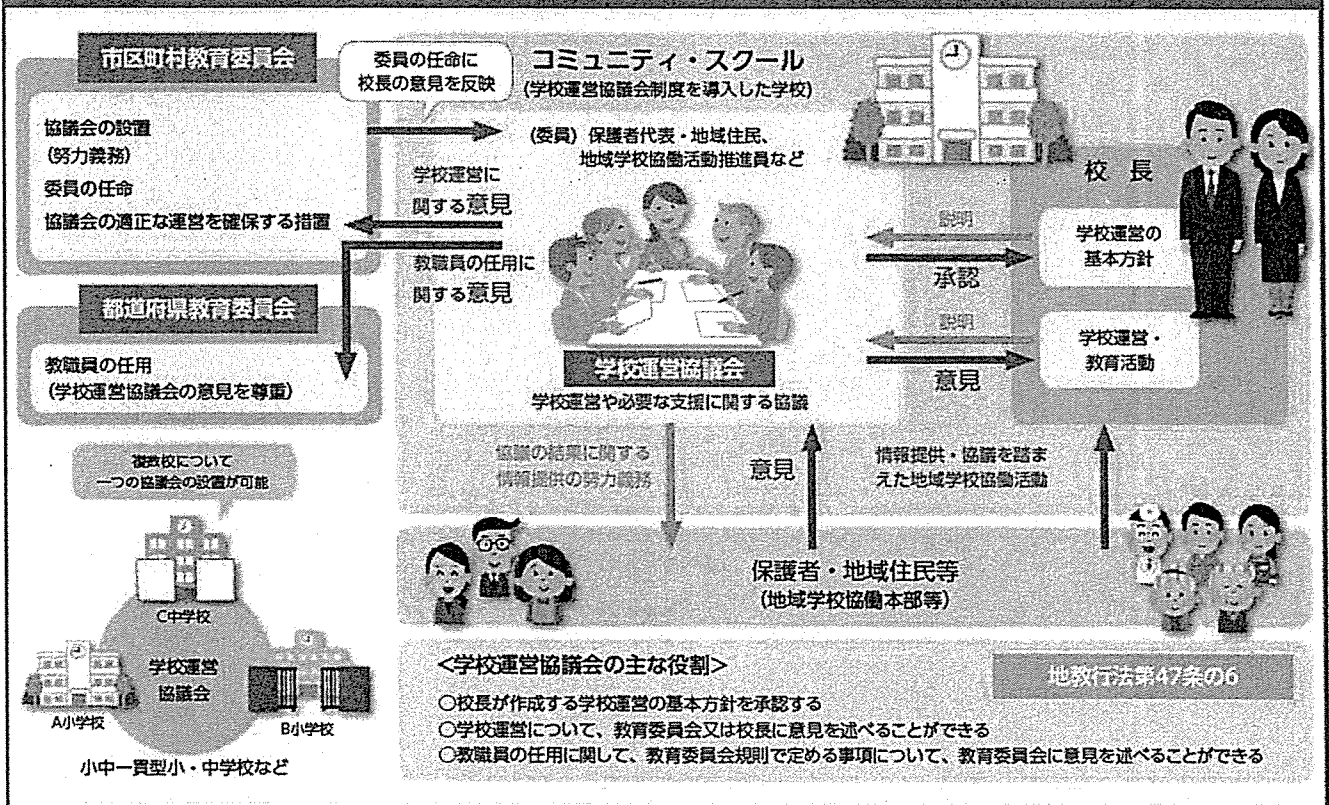 市区町村教育委員会
協議会の設置
(努力義務)
委員の任命
協議会の適正な運営を確保する措置
委員の任命に
校長の意見を反映
コミュニティ・スクール
(学校運営協議会制度を導入した学校)
(委員) 保護者代表・地域住民、
地域学校協働活動推進員など
学校運営に
関する意見
教職員の任用に
関する意見
都道府県教育委員会
教職員の任用
(学校運営協議会の意見を尊重)
学校運営協議会
学校運営や必要な支援に関する協議
校長
説明
承認
学校運営の
基本方針
説明
意見
学校運営・
教育活動
協議の結果に関する
情報提供の努力義務
意見
情報提供・協議を踏ま
えた地域学校協働活動
保護者・地域住民等
(地域学校協働本部等)
複数校について
一つの協議会の設置が可能
C中学校
学校運営
協議会
A小学校
B小学校
小中一貫型小・中学校など
<学校運営協議会の主な役割>
地教行法第47条の6
○校長が作成する学校運営の基本方針を承認する
○学校運営について、教育委員会又は校長に意見を述べることができる
○教職員の任用に関して、教育委員会規則で定める事項について、教育委員会に意見を述べることができる